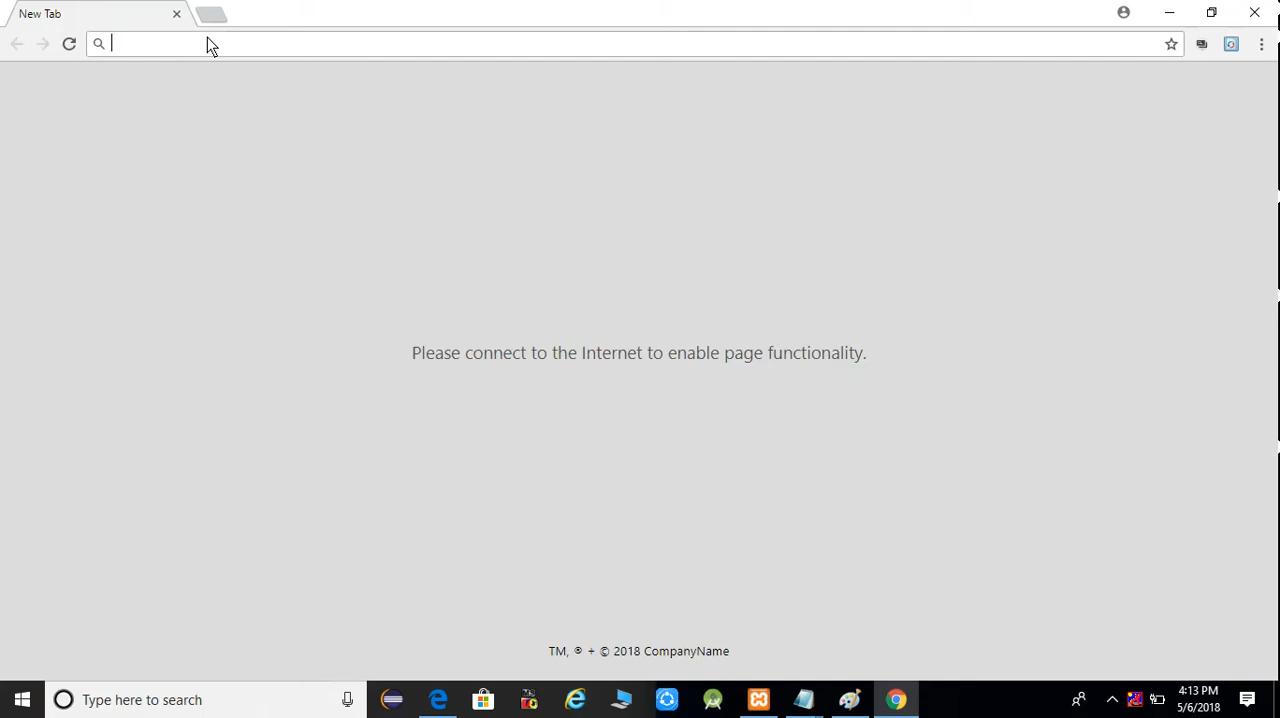 New Tab
Please connect to the Internet to enable page functionality.
TM, ® + © 2018 CompanyName
Type here to search
4:13 PM
5/6/2018